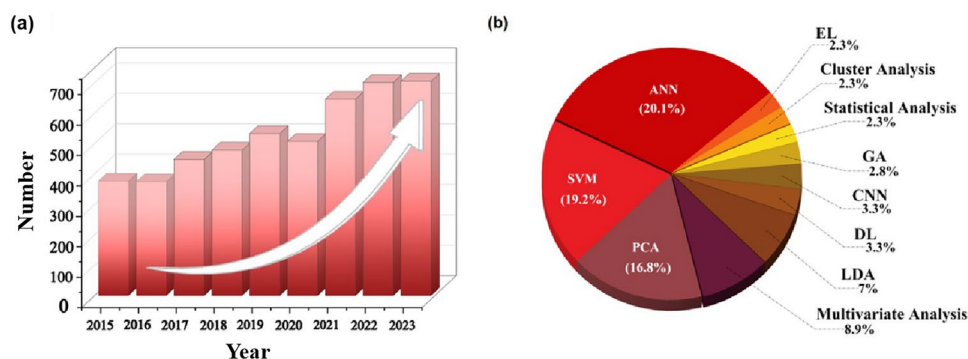 (a)
Number
700
600
500
400
300
200
100
0
2015 2016 2017 2018 2019 2020 2021 2022 2023
Year
(b)
EL
2.3%
Cluster Analysis
2.3%
Statistical Analysis
2.3%
GA
2.8%
CNN
3.3%
DL
3.3%
LDA
7%
Multivariate Analysis
8.9%
PCA
(16.8%)
SVM
(19.2%)
ANN
(20.1%)